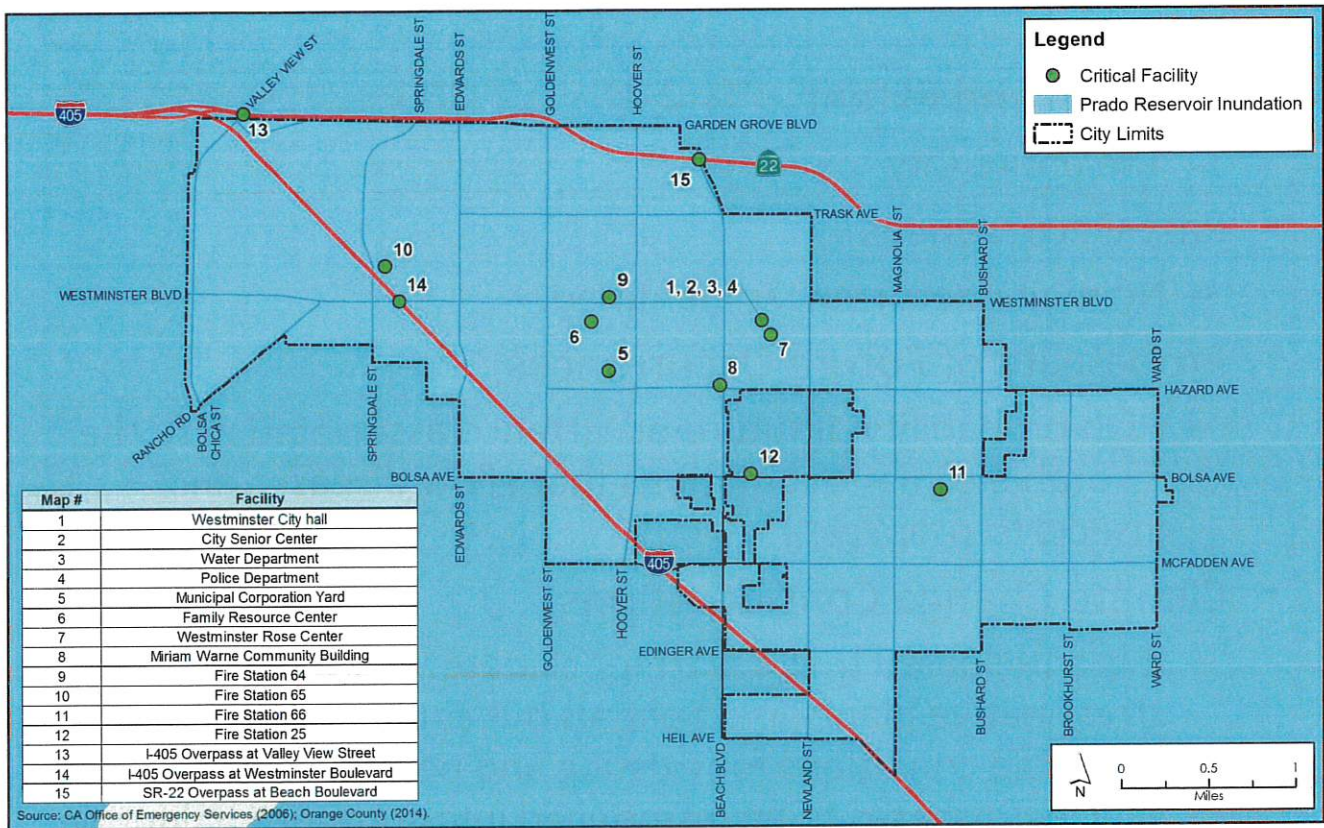 Legend
Critical Facility
Prado Reservoir Inundation
City Limits
VALLEY VIEW ST
SPRINGDALE ST
EDWARDS ST
GOLDENWEST ST
HOOVER ST
405
13
GARDEN GROVE BLVD
15
22
TRASK AVE
MAGNOLIA ST
BUSHARD ST
10
14
9
1, 2, 3, 4
WESTMINSTER BLVD
WESTMINSTER BLVD
6
7
5
8
WARD ST
HAZARD AVE
RANCHO RD
BOLSA CHICA ST
SPRINGDALE ST
12
11
BOLSA AVE
BOLSA AVE
EDWARDS ST
405
MCFADDEN AVE
GOLDENWEST ST
HOOVER ST
EDINGER AVE
BUSHARD ST
BROOKHURST ST
WARD ST
HEIL AVE
BEACH BLVD
NEWLAND ST
Map # Facility
1 Westminster City hall
2 City Senior Center
3 Water Department
4 Police Department
5 Municipal Corporation Yard
6 Family Resource Center
7 Westminster Rose Center
8 Miriam Warne Community Building
9 Fire Station 64
10 Fire Station 65
11 Fire Station 66
12 Fire Station 25
13 I-405 Overpass at Valley View Street
14 I-405 Overpass at Westminster Boulevard
15 SR-22 Overpass at Beach Boulevard
Source: CA Office of Emergency Services (2006); Orange County (2014).
N
0 0.5 1
Miles